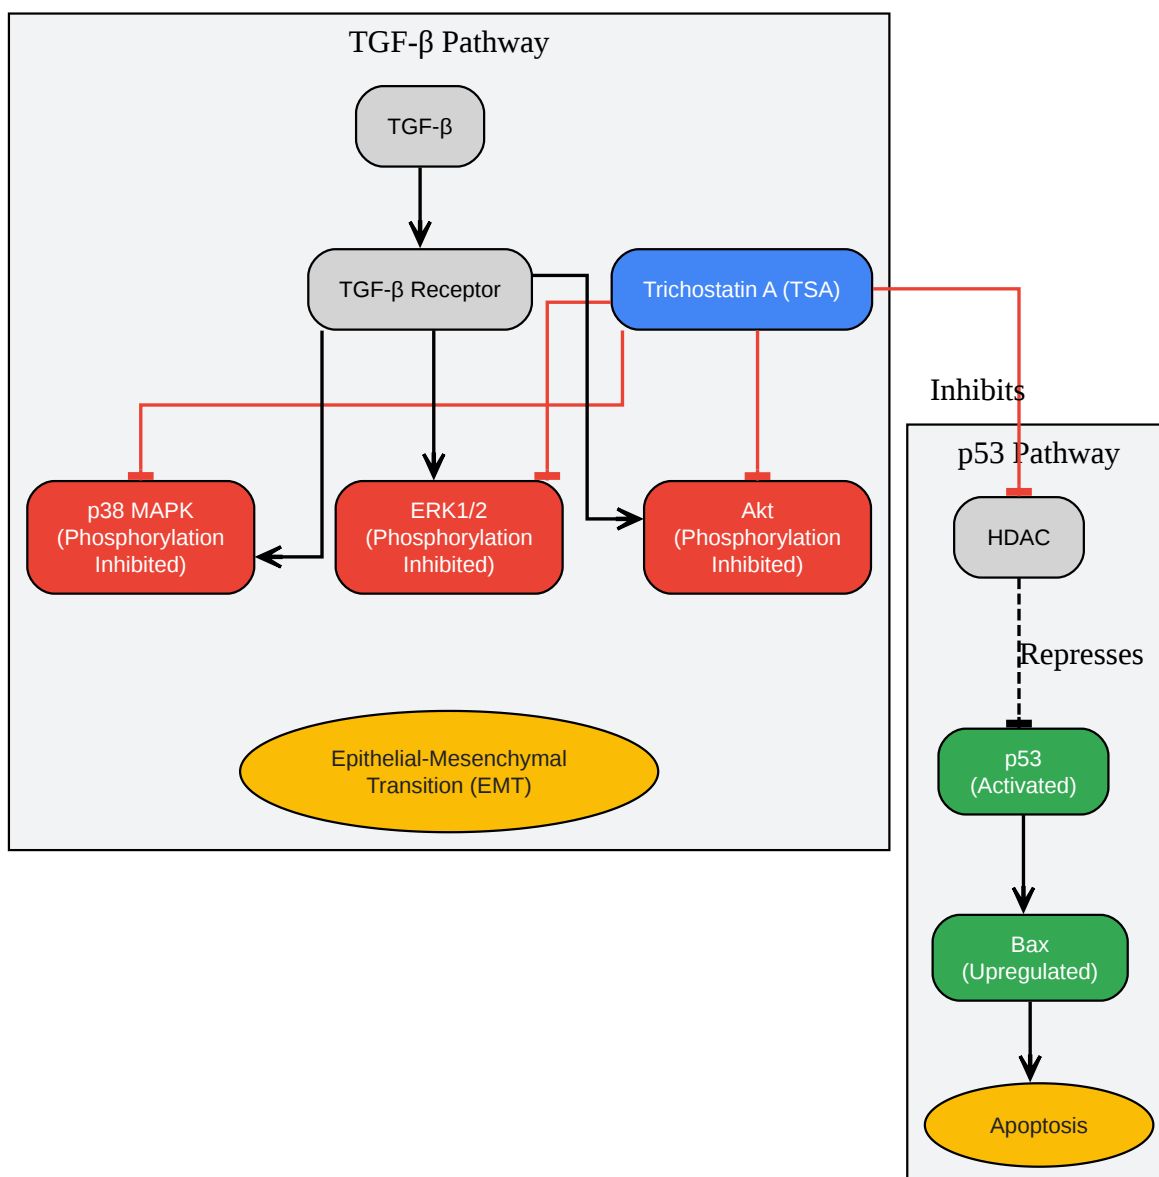 TGF-β Pathway
TGF-β
TGF-β Receptor
Trichostatin A (TSA)
Inhibits
p53 Pathway
p38 MAPK
(Phosphorylation
Inhibited)
ERK1/2
(Phosphorylation
Inhibited)
Akt
(Phosphorylation
Inhibited)
HDAC
Represses
Epithelial-Mesenchymal
Transition (EMT)
p53
(Activated)
Bax
(Upregulated)
Apoptosis